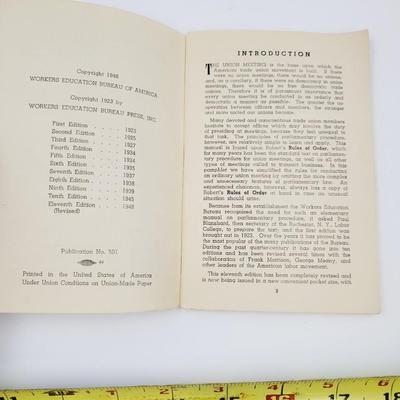 Copyright 1948
WORKERS EDUCATION BUREAU OF AMERICA
Copyright 1923 by
WORKERS EDUCATION BUREAU PRESS, INC.
First Edition - - - - 1923
Second Edition - - - - 1925
Third Edition - - - - 1927
Fourth Edition - - - - 1934
Fifth Edition - - - - 1934
Sixth Edition - - - - 1935
Seventh Edition - - - - 1937
Eighth Edition - - - - 1938
Ninth Edition - - - - 1939
Tenth Edition - - - - 1945
Eleventh Edition - - - - 1948
(Revised)
Publication No. 501
44
Printed in the United States of America
Under Union Conditions on Union-Made Paper
INTRODUCTION
THE UNION MEETING is the base upon which the
American trade union movement is built. If there
were no union meetings, there would be no unions,
or, as a corollary, if there were no democracy in union
meetings, there would be no free democratic trade
unions. Therefore it is of paramount importance that
every union meeting be conducted in as orderly and
democratic a manner as possible. The greater the co-
operation between officers and members, the stronger
the union.
Many devoted and conscientious trade union members
hesitate to accept offices which may involve the duty
of presiding at meetings, because they feel unequal to
that task. The principles of parliamentary procedure,
however, are relatively simple to learn and apply. This
manual is based upon Robert's Rules of Order, which
for many years has been the standard text on parliamen-
tary procedure for union meetings, as well as all other
types of meetings called to transact business. In this
pamphlet we have simplified the rules for conducting
an ordinary union meeting by omitting the more complex
and unnecessary features of parliamentary law. An
experienced chairman, however, always has a copy of
Robert's Rules of Order at hand in case an unusual
situation should arise.
Because from its establishment the Workers Education
Bureau recognized the need for such an elementary
manual on parliamentary procedure, it asked Paul
Blanshard, then secretary of the Rochester, N. Y., Labor
College, to prepare the text; and the first edition was
brought out in 1923. Over the years it has proved to be
the most popular of the many publications of the Bureau.
During the past quarter-century it has gone into ten
editions and has been revised several times with the
collaboration of Frank Morrison, George Meany, and
other leaders of the American labor movement.
This eleventh edition has been completely revised and
is now being issued in a new convenient pocket size, with
3